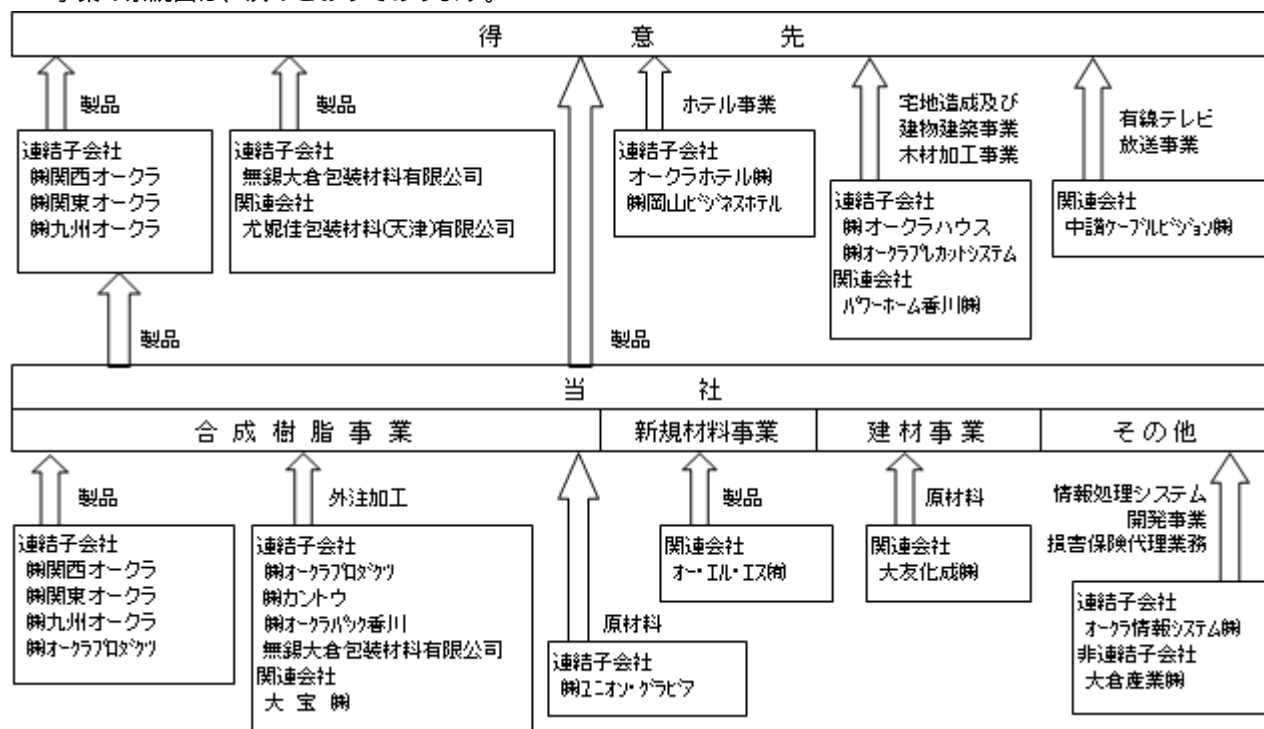 得意先
製品
製品
ホテル事業
宅地造成及び
建物建築事業
木材加工事業
有線テレビ
放送事業
連結子会社
㈱関西オークラ
㈱関東オークラ
㈱九州オークラ
連結子会社
無錫大倉包装材料有限公司
関連会社
尤妮佳包装材料(天津)有限公司
連結子会社
オークラホテル㈱
㈱岡山ビジネスホテル
連結子会社
㈱オークラハウス
㈱オークラプレカットシステム
関連会社
パワーホーム香川㈱
関連会社
中讃ケーブルビジョン㈱
製品
製品
当社
合成樹脂事業
新規材料事業
建材事業
その他
製品
外注加工
原材料
製品
原材料
情報処理システム
開発事業
損害保険代理業務
連結子会社
㈱関西オークラ
㈱関東オークラ
㈱九州オークラ
㈱オークラプロダクツ
連結子会社
㈱オークラプロダクツ
㈱カントウ
㈱オークラパック香川
無錫大倉包装材料有限公司
関連会社
大宝㈱
連結子会社
㈱ユニオン・グラビア
関連会社
オー・エル・エス㈱
関連会社
大友化成㈱
連結子会社
オークラ情報システム㈱
非連結子会社
大倉産業㈱